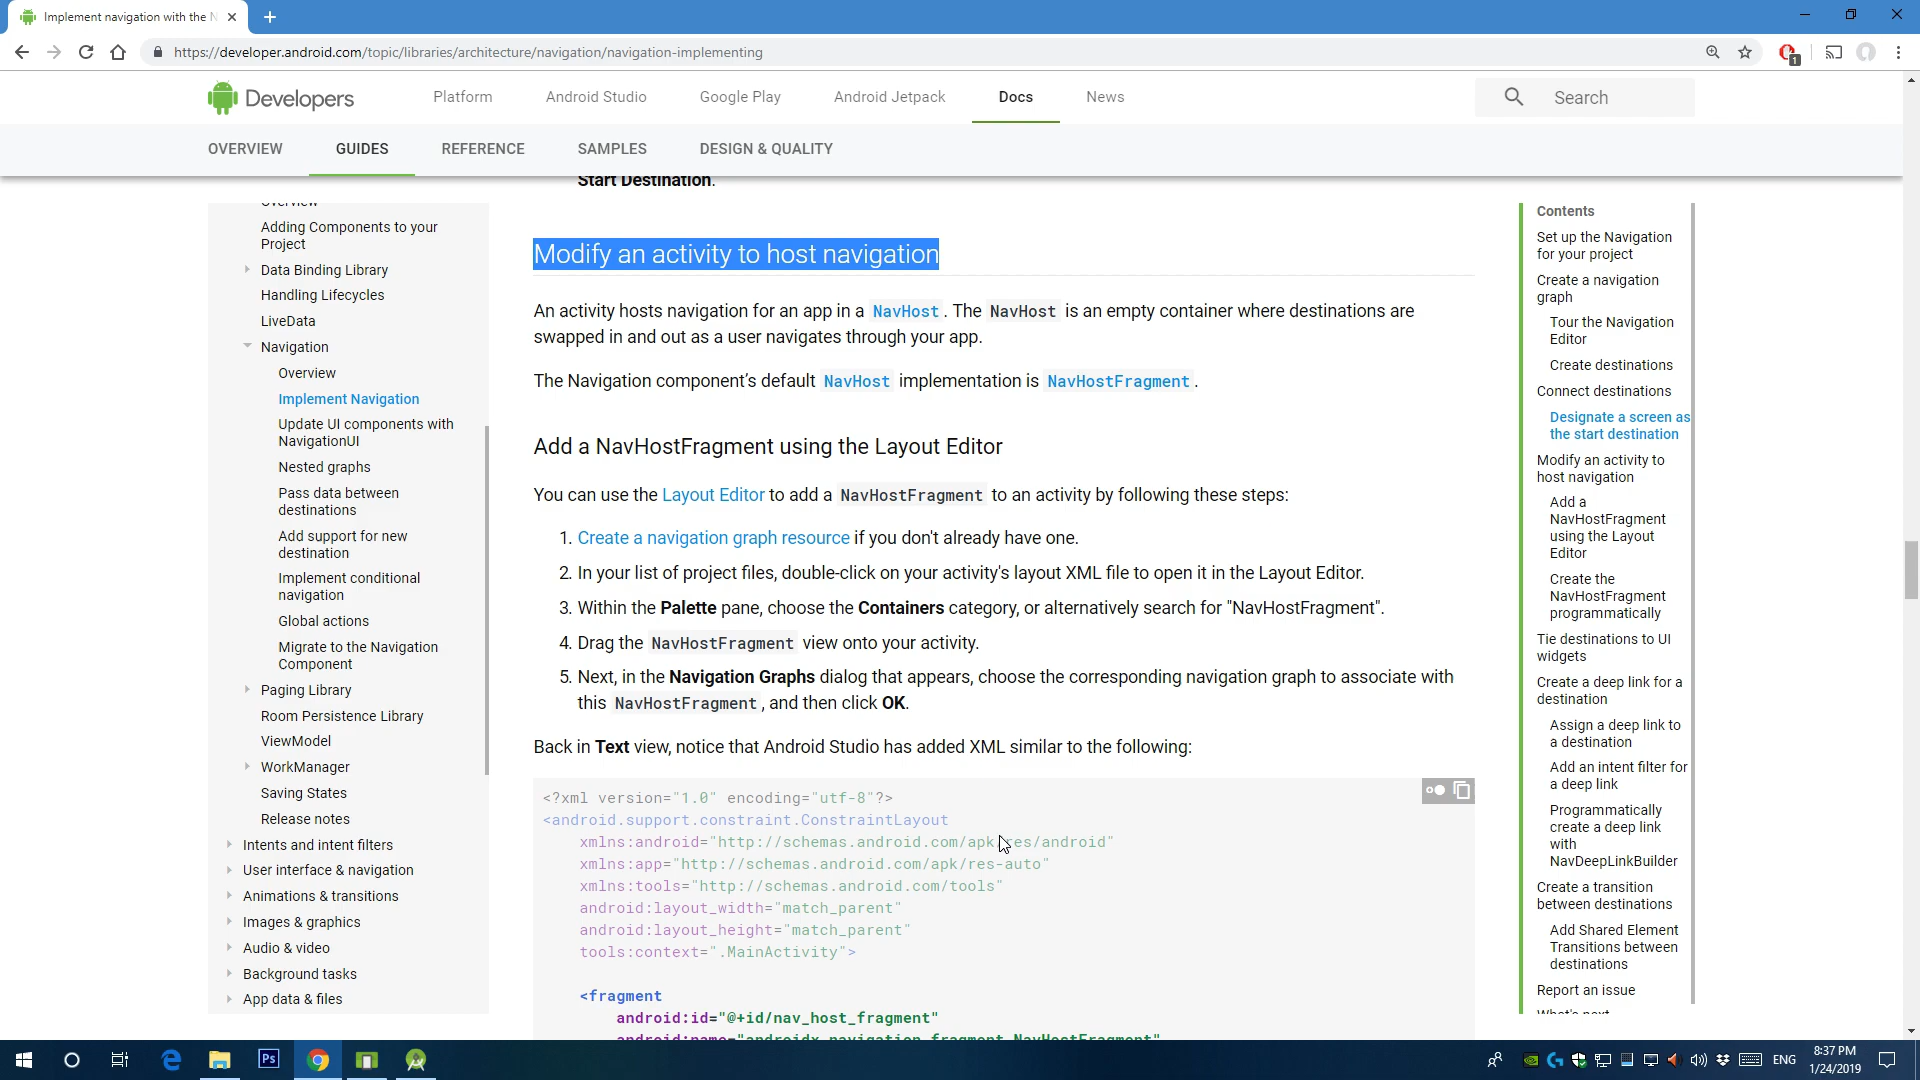 Implement navigation with the N
https://developer.android.com/topic/libraries/architecture/navigation/navigation-implementing
1
Developers
Platform
Android Studio
Google Play
Android Jetpack
Docs
News
Search
OVERVIEW
GUIDES
REFERENCE
SAMPLES
DESIGN & QUALITY
Overview
Adding Components to your
Project
Data Binding Library
Handling Lifecycles
LiveData
Navigation
Overview
Implement Navigation
Update UI components with
NavigationUI
Nested graphs
Pass data between
destinations
Add support for new
destination
Implement conditional
navigation
Global actions
Migrate to the Navigation
Component
Paging Library
Room Persistence Library
ViewModel
WorkManager
Saving States
Release notes
Intents and intent filters
User interface & navigation
Animations & transitions
Images & graphics
Audio & video
Background tasks
App data & files
Start Destination.
Modify an activity to host navigation
An activity hosts navigation for an app in a NavHost. The NavHost is an empty container where destinations are
swapped in and out as a user navigates through your app.
The Navigation component’s default NavHost implementation is NavHostFragment.
Add a NavHostFragment using the Layout Editor
You can use the Layout Editor to add a NavHostFragment to an activity by following these steps:
1. Create a navigation graph resource if you don't already have one.
2. In your list of project files, double-click on your activity's layout XML file to open it in the Layout Editor.
3. Within the Palette pane, choose the Containers category, or alternatively search for "NavHostFragment".
4. Drag the NavHostFragment view onto your activity.
5. Next, in the Navigation Graphs dialog that appears, choose the corresponding navigation graph to associate with
this NavHostFragment, and then click OK.
Back in Text view, notice that Android Studio has added XML similar to the following:
<?xml version="1.0" encoding="utf-8"?>
<android.support.constraint.ConstraintLayout
xmlns:android="http://schemas.android.com/apk/res/android"
xmlns:app="http://schemas.android.com/apk/res-auto"
xmlns:tools="http://schemas.android.com/tools"
android:layout_width="match_parent"
android:layout_height="match_parent"
tools:context=".MainActivity">
<fragment
android:id="@+id/nav_host_fragment"
android:name="androidx.navigation.fragment.NavHostFragment"
Contents
Set up the Navigation
for your project
Create a navigation
graph
Tour the Navigation
Editor
Create destinations
Connect destinations
Designate a screen as
the start destination
Modify an activity to
host navigation
Add a
NavHostFragment
using the Layout
Editor
Create the
NavHostFragment
programmatically
Tie destinations to UI
widgets
Create a deep link for a
destination
Assign a deep link to
a destination
Add an intent filter for
a deep link
Programmatically
create a deep link
with
NavDeepLinkBuilder
Create a transition
between destinations
Add Shared Element
Transitions between
destinations
Report an issue
What's next
Ps
ENG
8:37 PM
1/24/2019